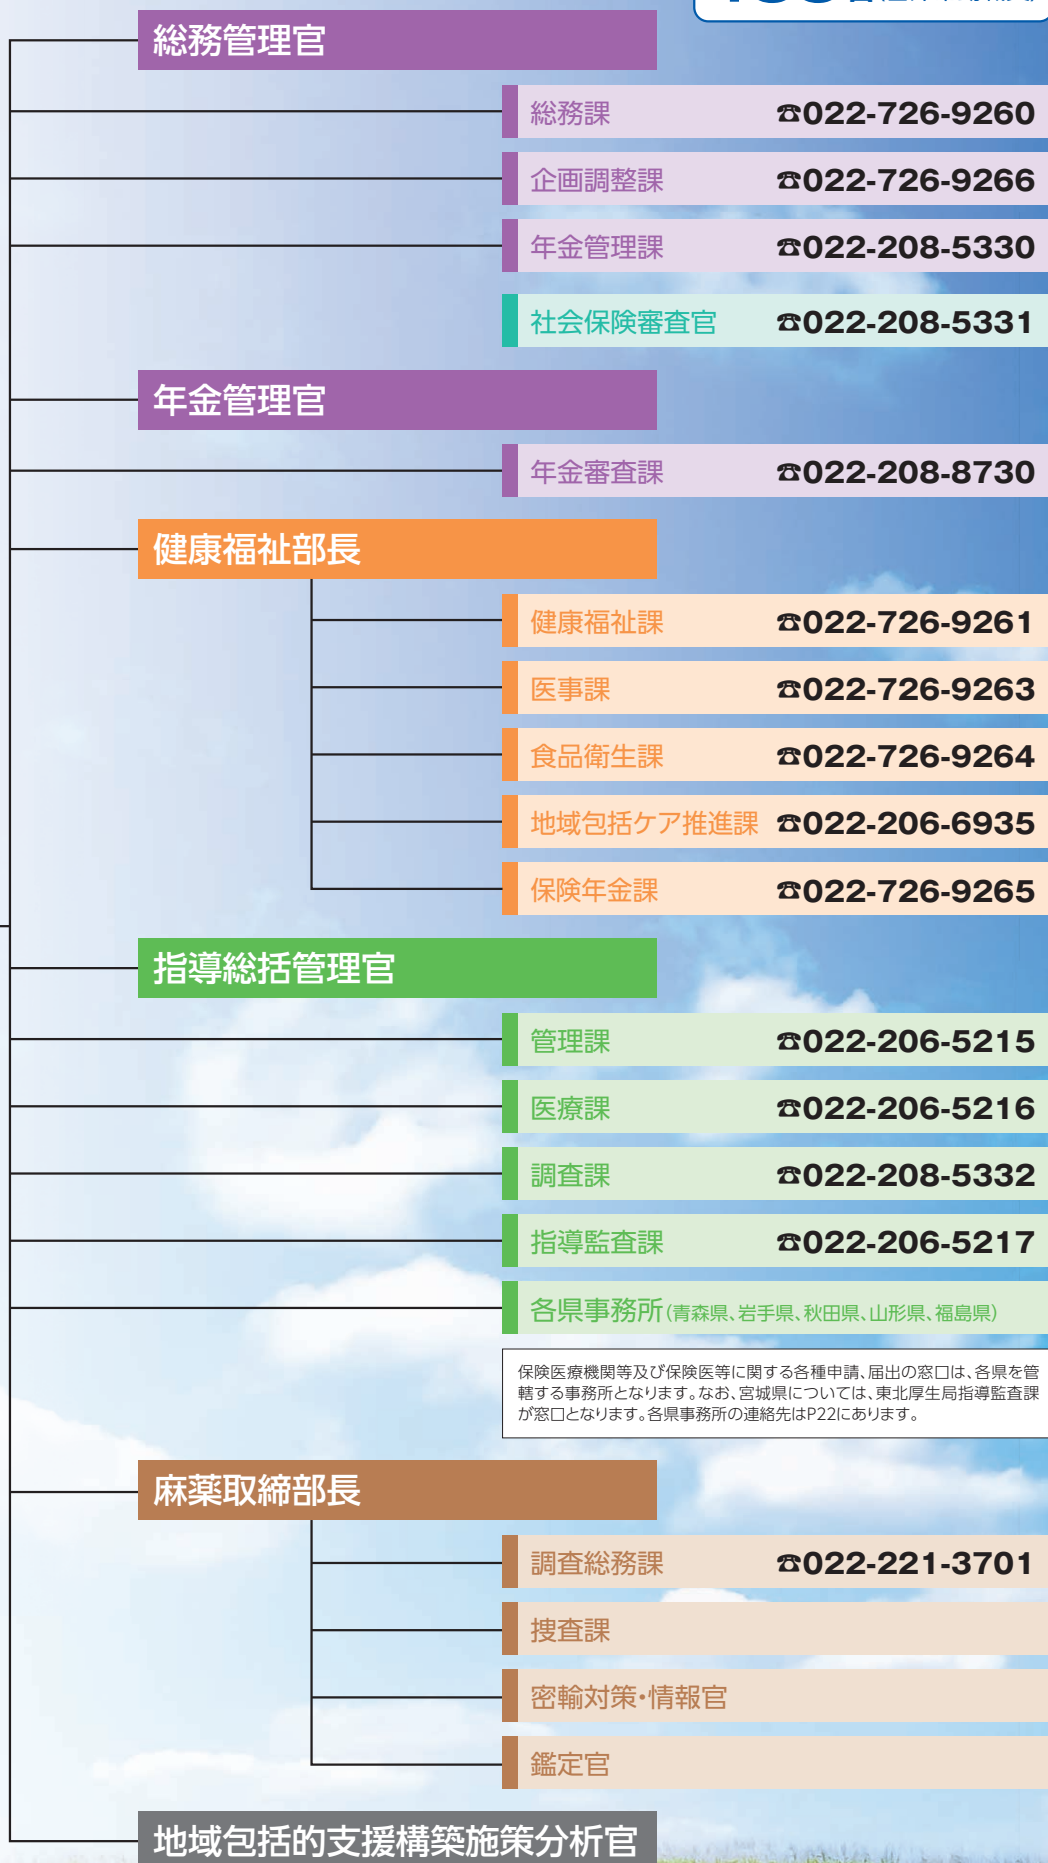 総務管理官
総務課 ☎022-726-9260
企画調整課 ☎022-726-9266
年金管理課 ☎022-208-5330
社会保険審査官 ☎022-208-5331
年金管理官
年金審査課 ☎022-208-8730
健康福祉部長
健康福祉課 ☎022-726-9261
医事課 ☎022-726-9263
食品衛生課 ☎022-726-9264
地域包括ケア推進課 ☎022-206-6935
保険年金課 ☎022-726-9265
指導総括管理官
管理課 ☎022-206-5215
医療課 ☎022-206-5216
調査課 ☎022-208-5332
指導監査課 ☎022-206-5217
各県事務所(青森県、岩手県、秋田県、山形県、福島県)
保険医療機関等及び保険医等に関する各種申請、届出の窓口は、各県を管
轄する事務所となります。なお、宮城県については、東北厚生局指導監査課
が窓口となります。各県事務所の連絡先はP22にあります。
麻薬取締部長
調査総務課 ☎022-221-3701
捜査課
密輸対策・情報官
鑑定官
地域包括的支援構築施策分析官